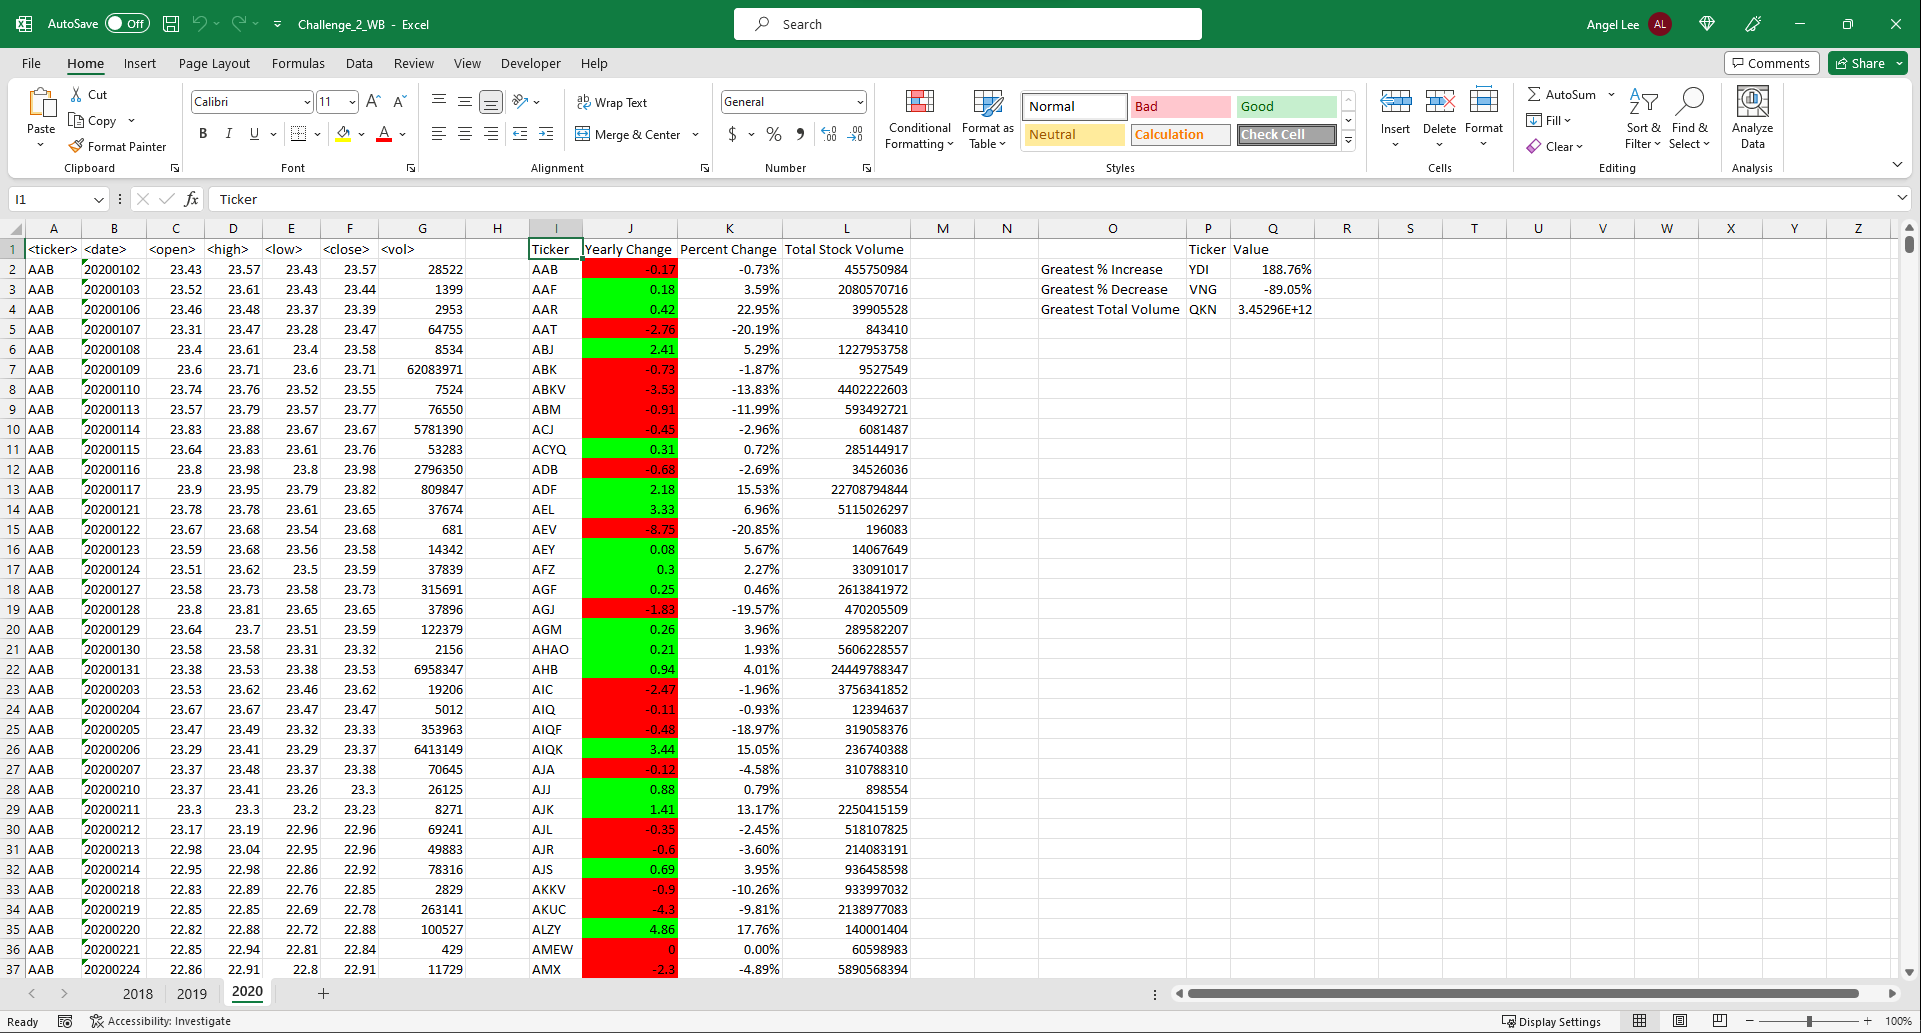 AutoSave Off Challenge_2_WB - Excel Search Angel Lee AL
File Home Insert Page Layout Formulas Data Review View Developer Help Comments Share
Paste Cut Copy Format Painter Clipboard
Calibri 11 B I U Font
Wrap Text Merge & Center Alignment
General $ % Number
Conditional Formatting Format as Table Normal Bad Good Neutral Calculation Check Cell Styles
Insert Delete Format Cells
AutoSum Fill Clear Sort & Filter Find & Select Editing
Analyze Data Analysis
I1 fx Ticker
A B C D E F G H I J K L M N O P Q R S T U V W X Y Z
1 <ticker> <date> <open> <high> <low> <close> <vol> Ticker Yearly Change Percent Change Total Stock Volume Ticker Value
2 AAB 20200102 23.43 23.57 23.43 23.57 28522 AAB -0.17 -0.73% 455750984 Greatest % Increase YDI 188.76%
3 AAB 20200103 23.52 23.61 23.43 23.44 1399 AAF 0.18 3.59% 2080570716 Greatest % Decrease VNG -89.05%
4 AAB 20200106 23.46 23.48 23.37 23.39 2953 AAR 0.42 22.95% 39905528 Greatest Total Volume QKN 3.45296E+12
5 AAB 20200107 23.31 23.47 23.28 23.47 64755 AAT -2.76 -20.19% 843410
6 AAB 20200108 23.4 23.61 23.4 23.58 8534 ABJ 2.41 5.29% 1227953758
7 AAB 20200109 23.6 23.71 23.6 23.71 62083971 ABK -0.73 -1.87% 9527549
8 AAB 20200110 23.74 23.76 23.52 23.55 7524 ABKV -3.53 -13.83% 4402222603
9 AAB 20200113 23.57 23.79 23.57 23.77 76550 ABM -0.91 -11.99% 593492721
10 AAB 20200114 23.83 23.88 23.67 23.67 5781390 ACJ -0.45 -2.96% 6081487
11 AAB 20200115 23.64 23.83 23.61 23.76 53283 ACYQ 0.31 0.72% 285144917
12 AAB 20200116 23.8 23.98 23.8 23.98 2796350 ADB -0.68 -2.69% 34526036
13 AAB 20200117 23.9 23.95 23.79 23.82 809847 ADF 2.18 15.53% 22708794844
14 AAB 20200121 23.78 23.78 23.61 23.65 37674 AEL 3.33 6.96% 5115026297
15 AAB 20200122 23.67 23.68 23.54 23.68 681 AEV -8.75 -20.85% 196083
16 AAB 20200123 23.59 23.68 23.56 23.58 14342 AEY 0.08 5.67% 14067649
17 AAB 20200124 23.51 23.62 23.5 23.59 37839 AFZ 0.3 2.27% 33091017
18 AAB 20200127 23.58 23.73 23.58 23.73 315691 AGF 0.25 0.46% 2613841972
19 AAB 20200128 23.8 23.81 23.65 23.65 37896 AGJ -1.83 -19.57% 470205509
20 AAB 20200129 23.64 23.7 23.51 23.59 122379 AGM 0.26 3.96% 289582207
21 AAB 20200130 23.58 23.58 23.31 23.32 2156 AHAO 0.21 1.93% 5606228557
22 AAB 20200131 23.38 23.53 23.38 23.53 6958347 AHB 0.94 4.01% 24449788347
23 AAB 20200203 23.53 23.62 23.46 23.62 19206 AIC -2.47 -1.96% 3756341852
24 AAB 20200204 23.67 23.67 23.47 23.47 5012 AIQ -0.11 -0.93% 12394637
25 AAB 20200205 23.47 23.49 23.32 23.33 353963 AIQF -0.48 -18.97% 319058376
26 AAB 20200206 23.29 23.41 23.29 23.37 6413149 AIQK 3.44 15.05% 236740388
27 AAB 20200207 23.37 23.48 23.37 23.38 70645 AJA -0.12 -4.58% 310788310
28 AAB 20200210 23.37 23.41 23.26 23.3 26125 AJJ 0.88 0.79% 898554
29 AAB 20200211 23.3 23.3 23.2 23.23 8271 AJK 1.41 13.17% 2250415159
30 AAB 20200212 23.17 23.19 22.96 22.96 69241 AJL -0.35 -2.45% 518107825
31 AAB 20200213 22.98 23.04 22.95 22.96 49883 AJR -0.6 -3.60% 214083191
32 AAB 20200214 22.95 22.98 22.86 22.92 78316 AJS 0.69 3.95% 936458598
33 AAB 20200218 22.83 22.89 22.76 22.85 2829 AKKV -0.9 -10.26% 933997032
34 AAB 20200219 22.85 22.85 22.69 22.78 263141 AKUC -4.3 -9.81% 2138977083
35 AAB 20200220 22.82 22.88 22.72 22.88 100527 ALZY 4.86 17.76% 140001404
36 AAB 20200221 22.85 22.94 22.81 22.84 429 AMEW 0 0.00% 60598983
37 AAB 20200224 22.86 22.91 22.8 22.91 11729 AMX -2.3 -4.89% 5890568394
2018 2019 2020
Ready Accessibility: Investigate Display Settings 100%